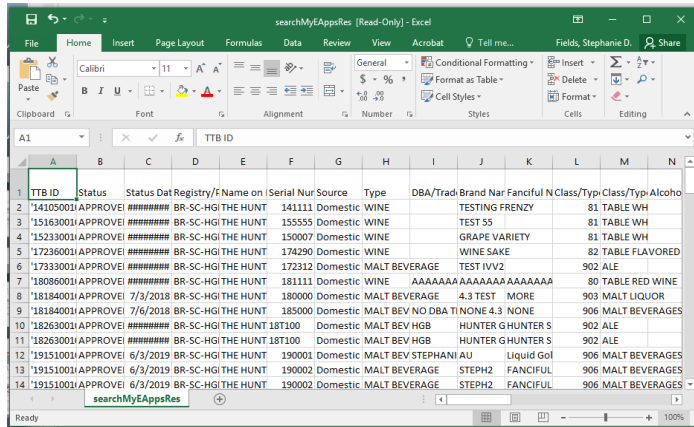 searchMyEAppsRes [Read-Only] - Excel
File Home Insert Page Layout Formulas Data Review View Acrobat Tell me... Fields, Stephanie D. Share
Paste Calibri 11 A A General Conditional Formatting Insert
B I U A $ % , Format as Table Delete
Cell Styles Format
Clipboard Font Alignment Number Styles Cells Editing
A1 fx TTB ID
A B C D E F G H I J K L M N
1 TTB ID Status Status Dat Registry/P Name on Serial Nur Source Type DBA/Trad Brand Nar Fanciful N Class/Typ Class/Typ Alcoho
2 '14105001 APPROVE ######## BR-SC-HG THE HUNT 141111 Domestic WINE TESTING FRENZY 81 TABLE WH
3 '15163001 APPROVE ######## BR-SC-HG THE HUNT 155555 Domestic WINE TEST 55 81 TABLE WH
4 '15233001 APPROVE ######## BR-SC-HG THE HUNT 150007 Domestic WINE GRAPE VARIETY 81 TABLE WH
5 '17236001 APPROVE ######## BR-SC-HG THE HUNT 174290 Domestic WINE WINE SAKE 82 TABLE FLAVORED
6 '17333001 APPROVE ######## BR-SC-HG THE HUNT 172312 Domestic MALT BEVERAGE TEST IVV2 902 ALE
7 '18086001 APPROVE ######## BR-SC-HG THE HUNT 181111 Domestic WINE AAAAAAA AAAAAAA AAAAAAA 80 TABLE RED WINE
8 '18184001 APPROVE 7/3/2018 BR-SC-HG THE HUNT 180000 Domestic MALT BEVERAGE 4.3 TEST MORE 903 MALT LIQUOR
9 '18184001 APPROVE 7/6/2018 BR-SC-HG THE HUNT 185000 Domestic MALT BEV NO DBA T NONE 4.3 NONE 906 MALT BEVERAGES
10 '18263001 APPROVE ######## BR-SC-HG THE HUNT 18T100 Domestic MALT BEV HGB HUNTER G HUNTER S 902 ALE
11 '18263001 APPROVE ######## BR-SC-HG THE HUNT 18T100 Domestic MALT BEV HGB HUNTER G HUNTER S 902 ALE
12 '19151001 APPROVE 6/3/2019 BR-SC-HG THE HUNT 190001 Domestic MALT BEV STEPHANI AU Liquid Gol 906 MALT BEVERAGES
13 '19151001 APPROVE 6/3/2019 BR-SC-HG THE HUNT 190002 Domestic MALT BEVERAGE STEPH2 FANCIFUL 906 MALT BEVERAGES
14 '19151001 APPROVE 6/3/2019 BR-SC-HG THE HUNT 190002 Domestic MALT BEVERAGE STEPH2 FANCIFUL 906 MALT BEVERAGES
searchMyEAppsRes
Ready 100%